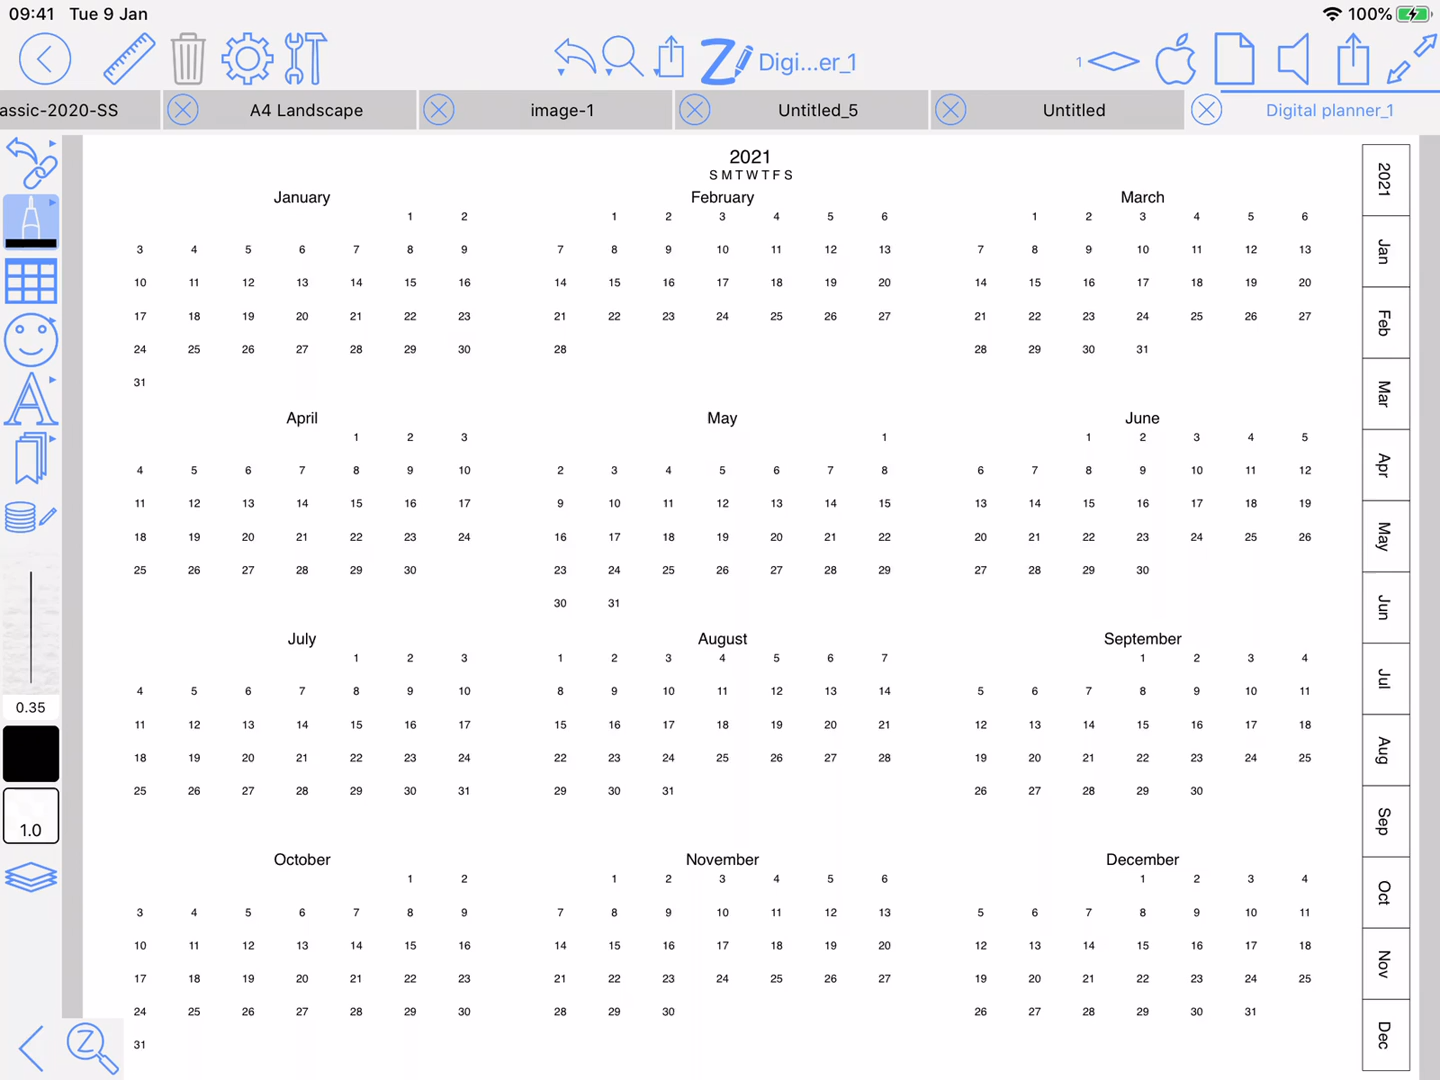 09:41 Tue 9 Jan 100%
Digi...er_1 1
assic-2020-SS A4 Landscape image-1 Untitled_5 Untitled Digital planner_1
2021
S M T W T F S
January February March
1 2 1 2 3 4 5 6 1 2 3 4 5 6
3 4 5 6 7 8 9 7 8 9 10 11 12 13 7 8 9 10 11 12 13
10 11 12 13 14 15 16 14 15 16 17 18 19 20 14 15 16 17 18 19 20
17 18 19 20 21 22 23 21 22 23 24 25 26 27 21 22 23 24 25 26 27
24 25 26 27 28 29 30 28 28 29 30 31
31
April May June
1 2 3 1 1 2 3 4 5
4 5 6 7 8 9 10 2 3 4 5 6 7 8 6 7 8 9 10 11 12
11 12 13 14 15 16 17 9 10 11 12 13 14 15 13 14 15 16 17 18 19
18 19 20 21 22 23 24 16 17 18 19 20 21 22 20 21 22 23 24 25 26
25 26 27 28 29 30 23 24 25 26 27 28 29 27 28 29 30
30 31
July August September
1 2 3 1 2 3 4 5 6 7 1 2 3 4
4 5 6 7 8 9 10 8 9 10 11 12 13 14 5 6 7 8 9 10 11
11 12 13 14 15 16 17 15 16 17 18 19 20 21 12 13 14 15 16 17 18
18 19 20 21 22 23 24 22 23 24 25 26 27 28 19 20 21 22 23 24 25
25 26 27 28 29 30 31 29 30 31 26 27 28 29 30
October November December
1 2 1 2 3 4 5 6 1 2 3 4
3 4 5 6 7 8 9 7 8 9 10 11 12 13 5 6 7 8 9 10 11
10 11 12 13 14 15 16 14 15 16 17 18 19 20 12 13 14 15 16 17 18
17 18 19 20 21 22 23 21 22 23 24 25 26 27 19 20 21 22 23 24 25
24 25 26 27 28 29 30 28 29 30 26 27 28 29 30 31
31
2021
Jan
Feb
Mar
Apr
May
Jun
Jul
Aug
Sep
Oct
Nov
Dec
0.35
1.0